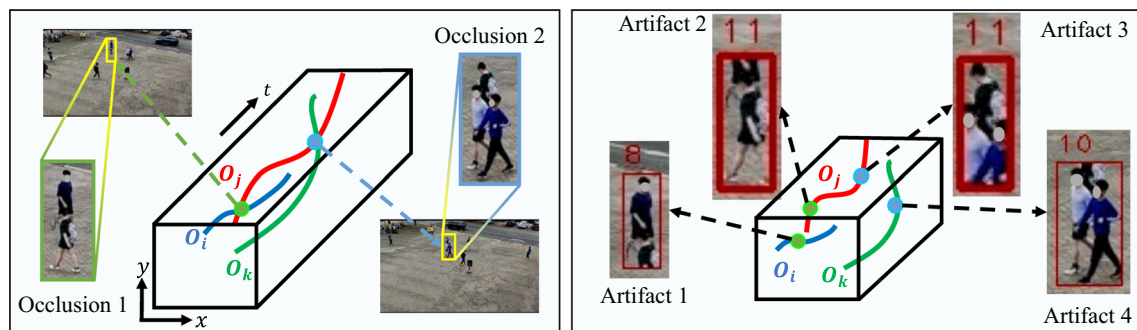 Occlusion 2
t
O_j
O_i
O_k
Occlusion 1
y
x
Artifact 2
11
11
Artifact 3
8
10
O_j
O_i
O_k
Artifact 1
Artifact 4